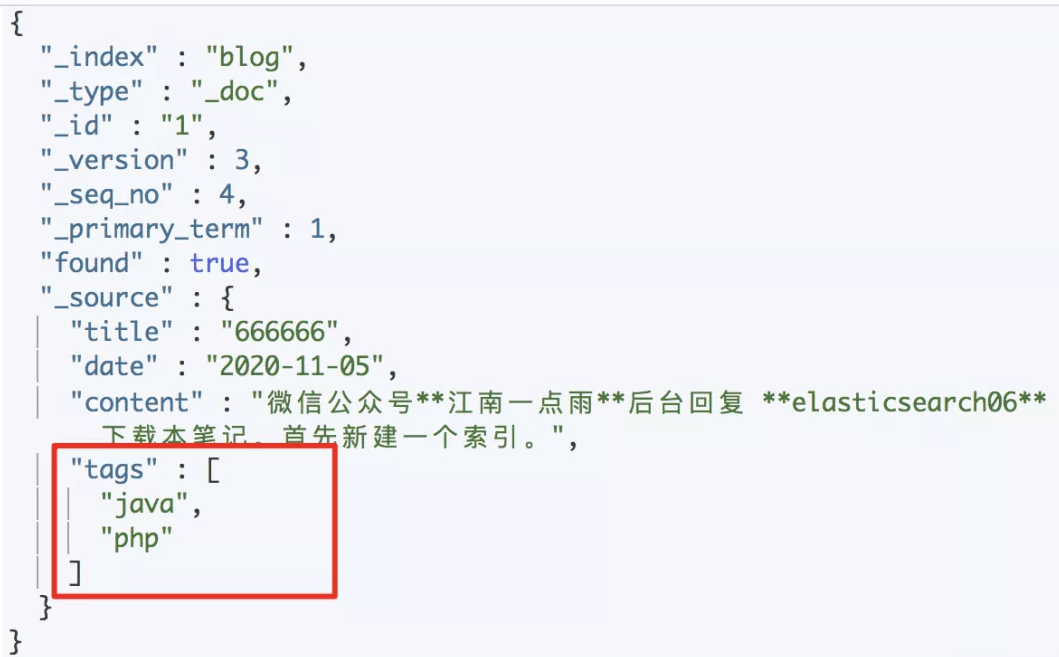 {
"_index" : "blog",
"_type" : "_doc",
"_id" : "1",
"_version" : 3,
"_seq_no" : 4,
"_primary_term" : 1,
"found" : true,
"_source" : {
"title" : "666666",
"date" : "2020-11-05",
"content" : "微信公众号**江南一点雨**后台回复 **elasticsearch06**
下载本笔记。首先新建一个索引。",
"tags" : [
"java",
"php"
]
}
}